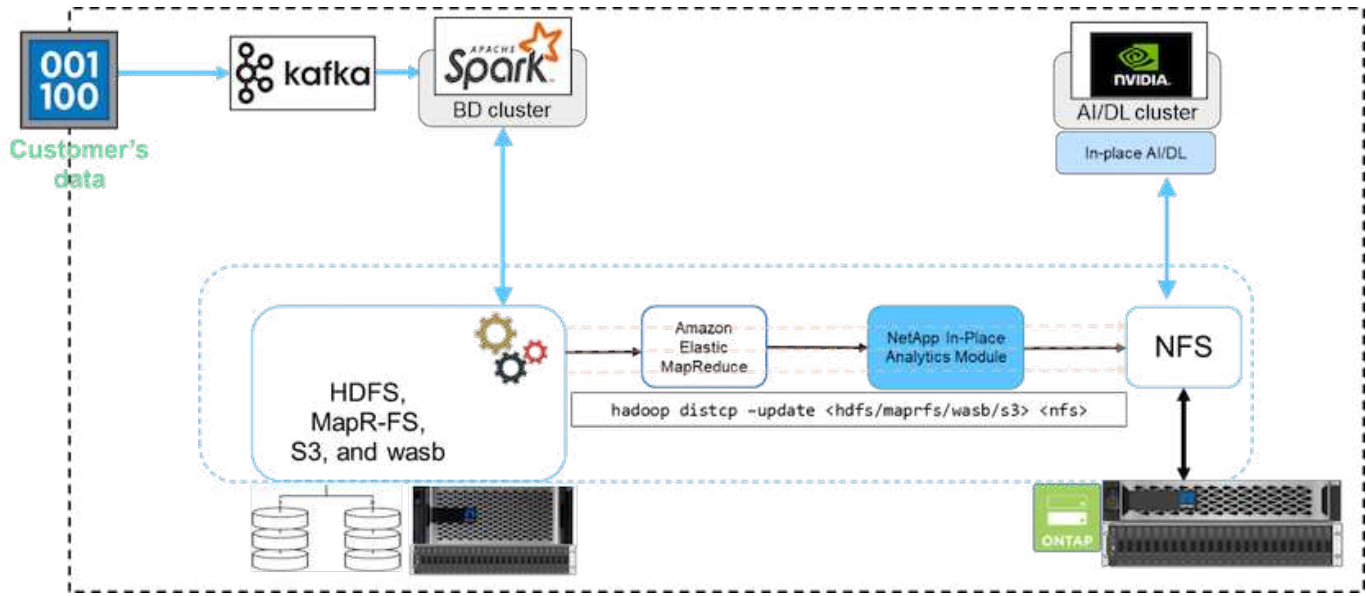 001
100
Customer's
data
kafka
APACHE
Spark
BD cluster
NVIDIA.
AI/DL cluster
In-place AI/DL
HDFS,
MapR-FS,
S3, and wasb
Amazon
Elastic
MapReduce
NetApp In-Place
Analytics Module
NFS
hadoop distcp –update <hdfs/maprfs/wasb/s3> <nfs>
ONTAP